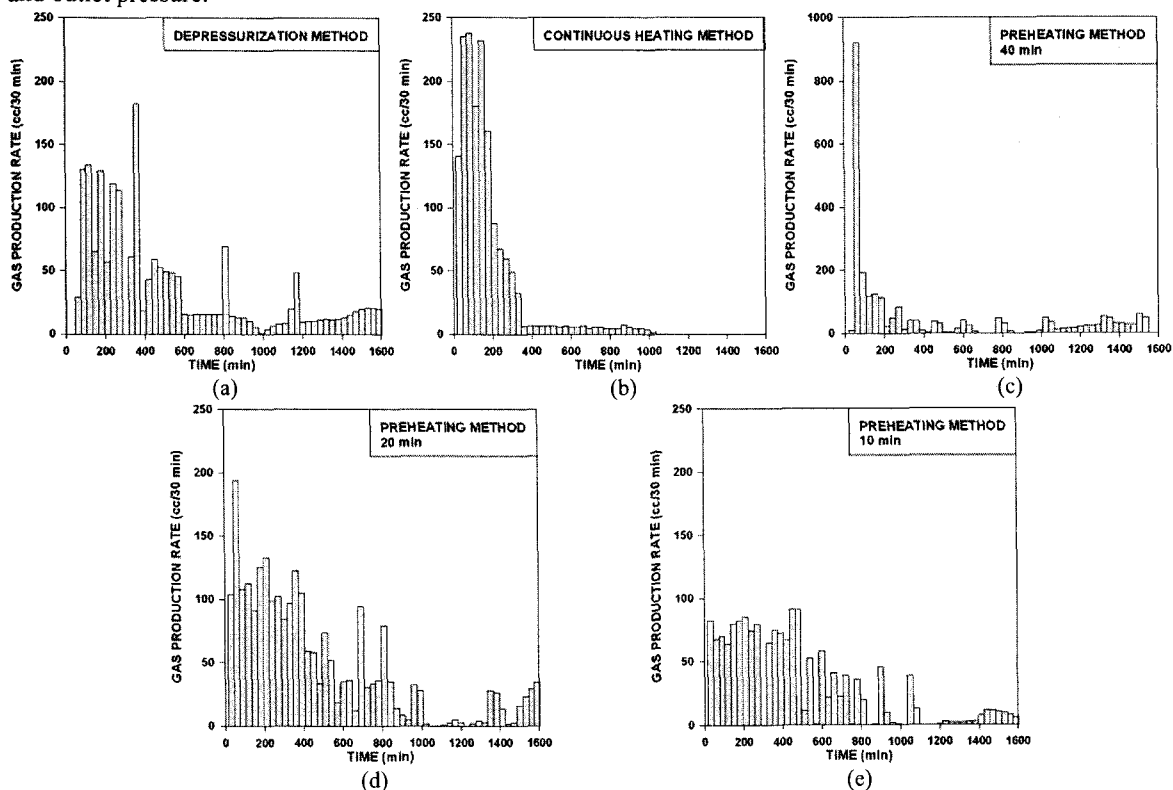 and outlet pressure.
DEPRESSURIZATION METHOD
GAS PRODUCTION RATE (cc/30 min)
250
200
150
100
50
0
0 200 400 600 800 1000 1200 1400 1600
TIME (min)
(a)
CONTINUOUS HEATING METHOD
GAS PRODUCTION RATE (cc/30 min)
250
200
150
100
50
0
0 200 400 600 800 1000 1200 1400 1600
TIME (min)
(b)
PREHEATING METHOD
40 min
GAS PRODUCTION RATE (cc/30 min)
1000
800
600
400
200
0
0 200 400 600 800 1000 1200 1400 1600
TIME (min)
(c)
PREHEATING METHOD
20 min
GAS PRODUCTION RATE (cc/30 min)
250
200
150
100
50
0
0 200 400 600 800 1000 1200 1400 1600
TIME (min)
(d)
PREHEATING METHOD
10 min
GAS PRODUCTION RATE (cc/30 min)
250
200
150
100
50
0
0 200 400 600 800 1000 1200 1400 1600
TIME (min)
(e)